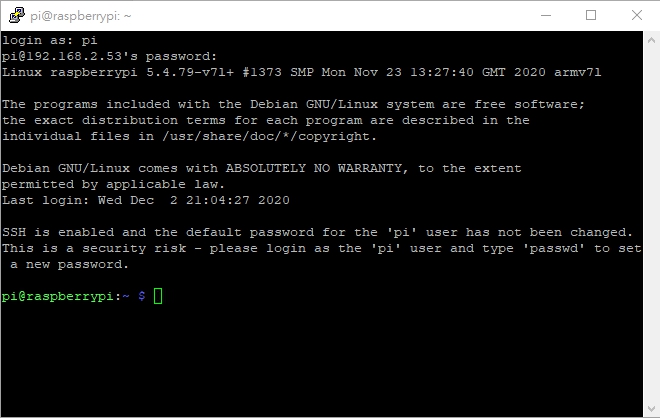 pi@raspberrypi: ~
login as: pi
pi@192.168.2.53's password:
Linux raspberrypi 5.4.79-v7l+ #1373 SMP Mon Nov 23 13:27:40 GMT 2020 armv7l

The programs included with the Debian GNU/Linux system are free software;
the exact distribution terms for each program are described in the
individual files in /usr/share/doc/*/copyright.

Debian GNU/Linux comes with ABSOLUTELY NO WARRANTY, to the extent
permitted by applicable law.
Last login: Wed Dec  2 21:04:27 2020

SSH is enabled and the default password for the 'pi' user has not been changed.
This is a security risk - please login as the 'pi' user and type 'passwd' to set
 a new password.

pi@raspberrypi:~ $